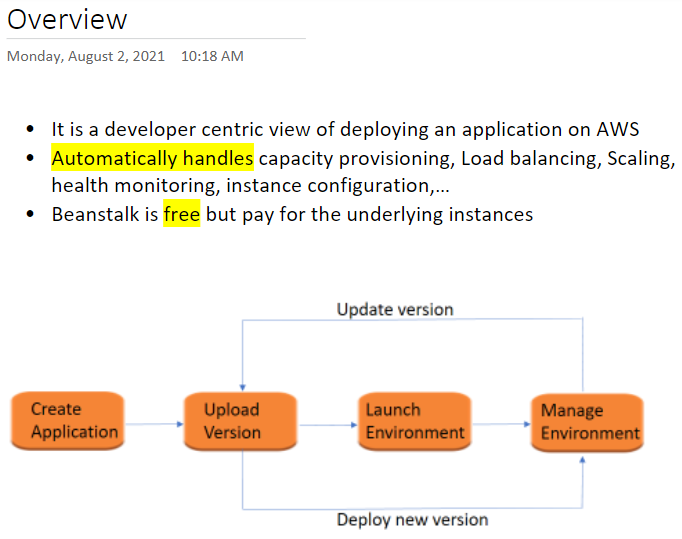 Overview
Monday, August 2, 2021 10:18 AM
• It is a developer centric view of deploying an application on AWS
• Automatically handles capacity provisioning, Load balancing, Scaling,
health monitoring, instance configuration,...
• Beanstalk is free but pay for the underlying instances
Update version
Create
Application
Upload
Version
Launch
Environment
Manage
Environment
Deploy new version